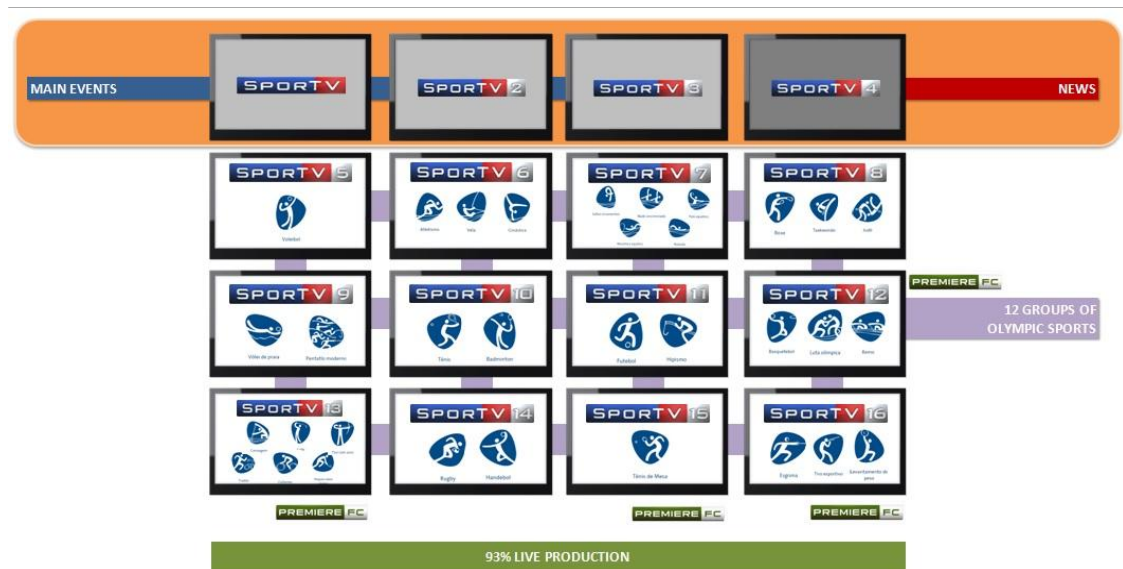 MAIN EVENTS
SPORTV
SPORTV 2
SPORTV 3
SPORTV 4
NEWS
SPORTV 5
Voleibol
SPORTV 6
Atletismo Vela Ginástica
SPORTV 7
SPORTV 8
Boxe Taekwondo Judô
SPORTV 9
Vôlei de praia Pentatlo moderno
SPORTV 10
Tênis Badminton
SPORTV 11
Futebol Hipismo
SPORTV 12
Basquetebol Luta olímpica Remo
PREMIERE FC
12 GROUPS OF
OLYMPIC SPORTS
SPORTV 13
SPORTV 14
Rugby Handebol
SPORTV 15
Tênis de Mesa
SPORTV 16
Esgrima Tiro esportivo Levantamento de
peso
PREMIERE FC
PREMIERE FC
PREMIERE FC
93% LIVE PRODUCTION